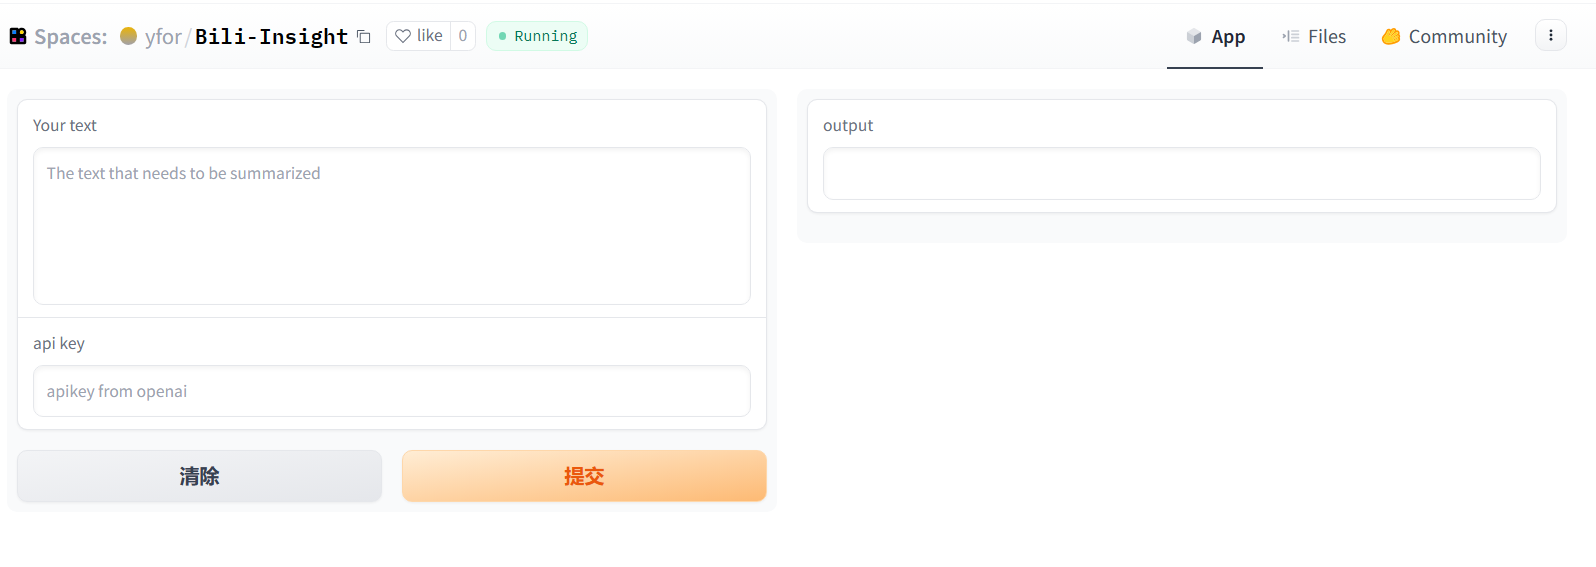 Spaces: yfor/Bili-Insight like 0 Running App Files Community
Your text
The text that needs to be summarized
api key
apikey from openai
清除 提交
output